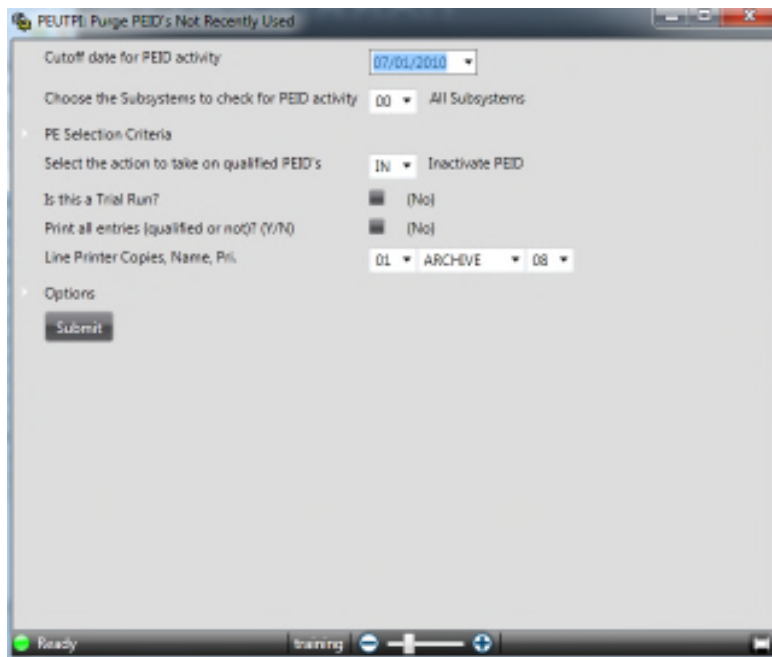 PEUTPI: Purge PEID's Not Recently Used
Cutoff date for PEID activity 07/01/2010
Choose the Subsystems to check for PEID activity 00 All Subsystems
PE Selection Criteria
Select the action to take on qualified PEID's IN Inactivate PEID
Is this a Trial Run? (No)
Print all entries (qualified or not)? (Y/N) (No)
Line Printer Copies, Name, Pri. 01 ARCHIVE 08
Options
Submit
Ready training